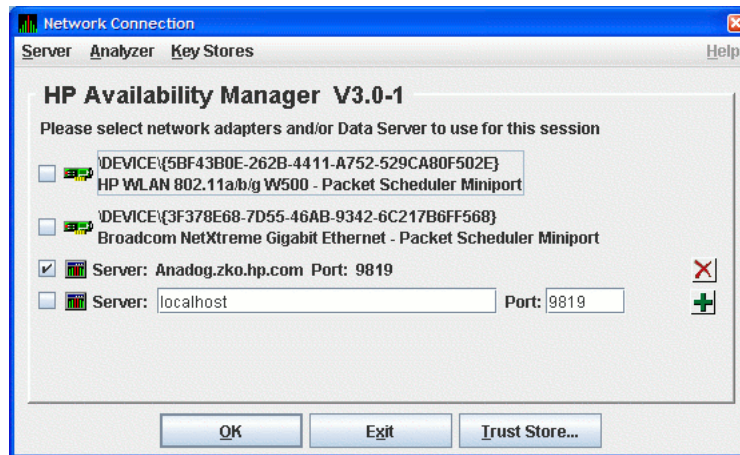 Network Connection
Server Analyzer Key Stores Help
HP Availability Manager V3.0-1
Please select network adapters and/or Data Server to use for this session
\DEVICE\{5BF43B0E-262B-4411-A752-529CA80F502E}
HP WLAN 802.11a/b/g W500 - Packet Scheduler Miniport
\DEVICE\{3F378E68-7D55-46AB-9342-6C217B6FF568}
Broadcom NetXtreme Gigabit Ethernet - Packet Scheduler Miniport
Server: Anadog.zko.hp.com Port: 9819
Server: localhost Port: 9819
OK Exit Trust Store...